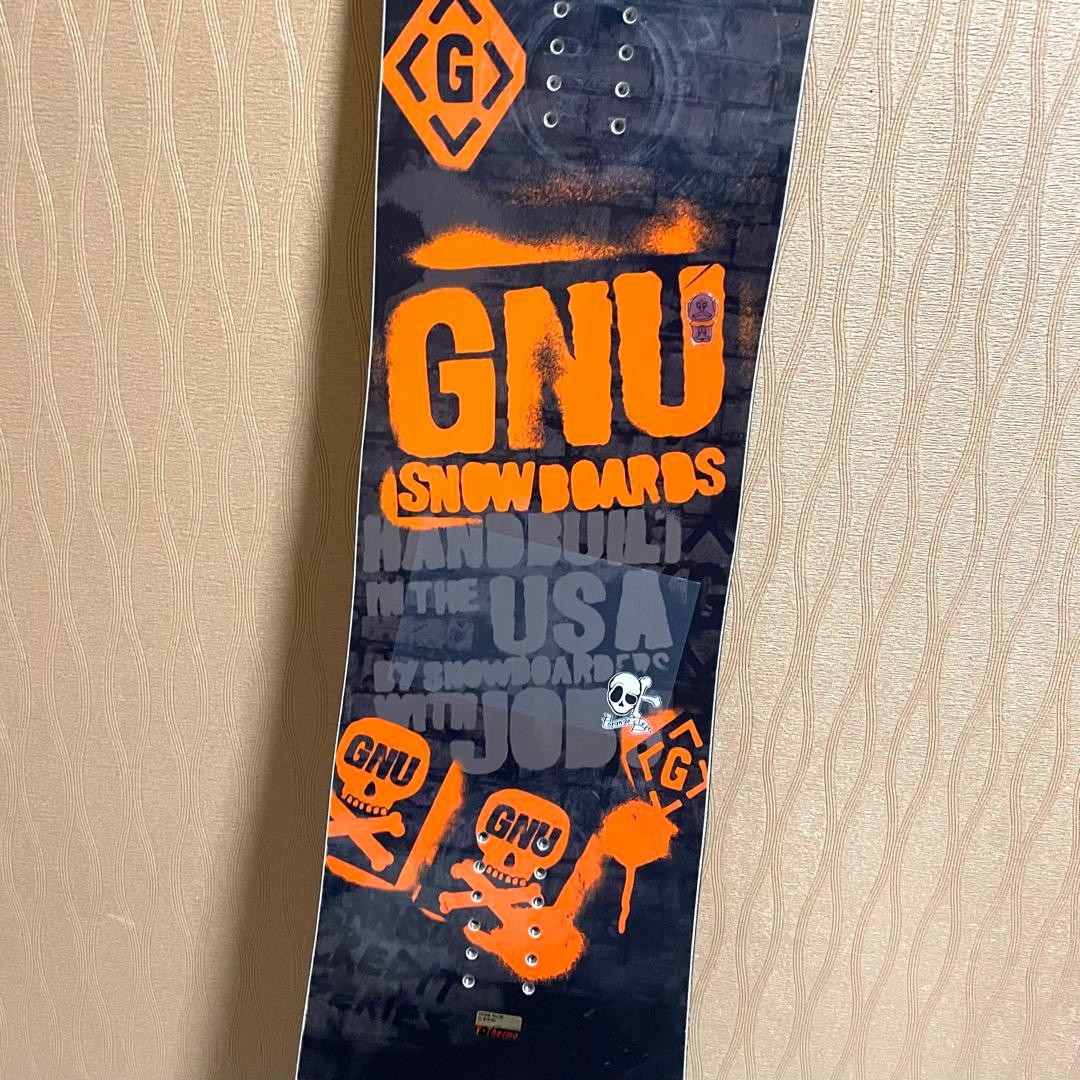 G
GNU
SNOWBOARDS
HANDBUILT
IN THE USA
BY SNOWBOARDERS
WITH JOBS
G
GNU
GNU